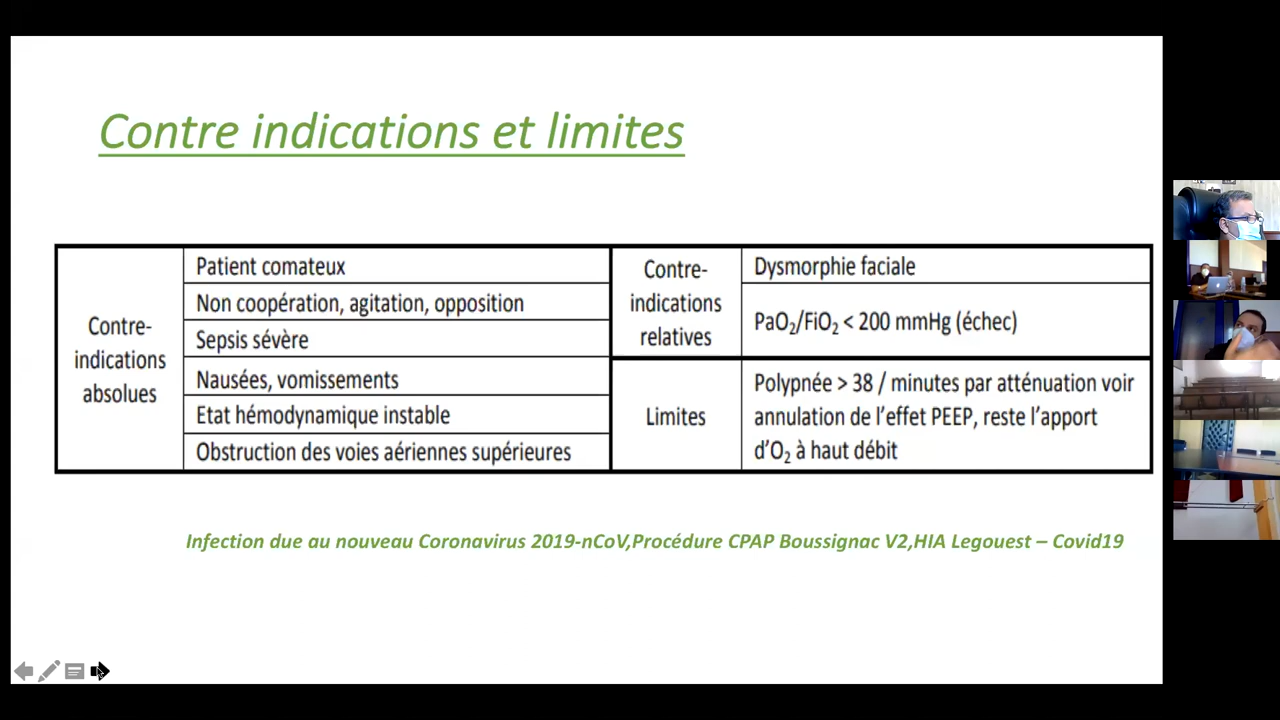 Contre indications et limites
Contre-
indications
absolues
Patient comateux
Non coopération, agitation, opposition
Sepsis sévère
Nausées, vomissements
Etat hémodynamique instable
Obstruction des voies aériennes supérieures
Contre-
indications
relatives
Dysmorphie faciale
PaO₂/FiO₂ < 200 mmHg (échec)
Limites
Polypnée > 38 / minutes par atténuation voir
annulation de l'effet PEEP, reste l'apport
d'O₂ à haut débit
Infection due au nouveau Coronavirus 2019-nCoV,Procédure CPAP Boussignac V2,HIA Legouest – Covid19